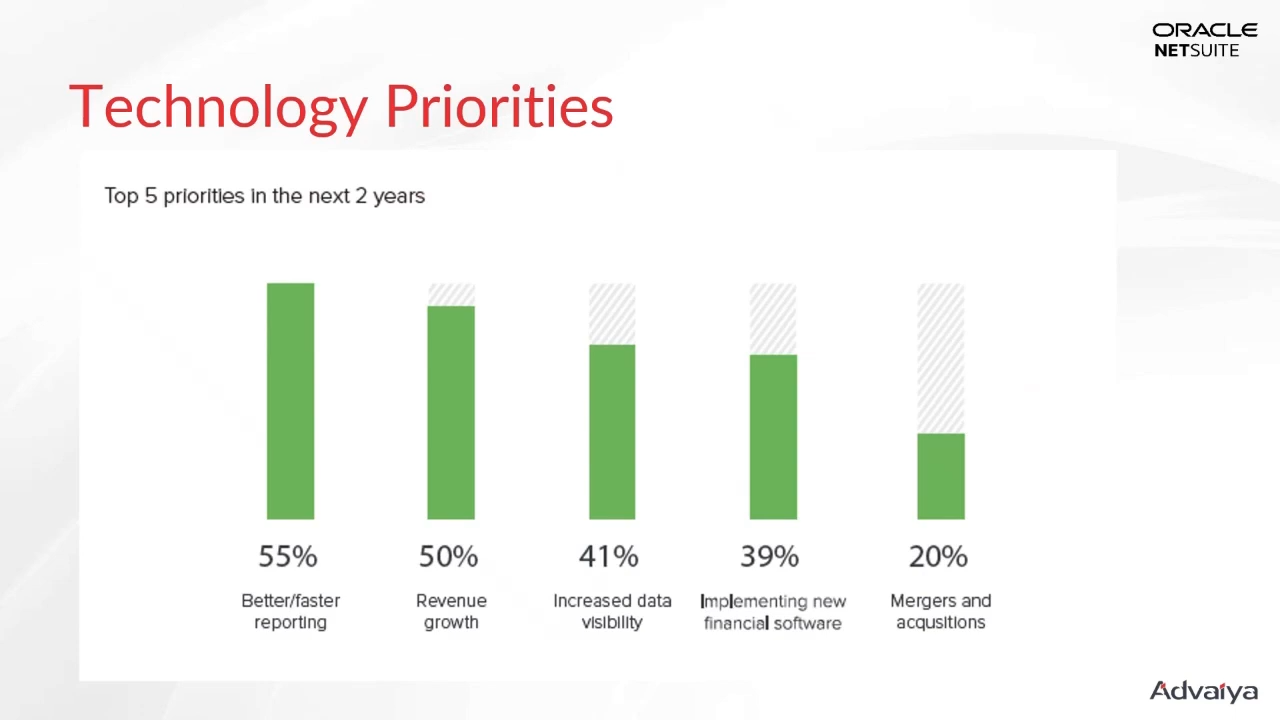 ORACLE
NETSUITE
Technology Priorities
Top 5 priorities in the next 2 years
55%
Better/faster
reporting
50%
Revenue
growth
41%
Increased data
visibility
39%
Implementing new
financial software
20%
Mergers and
acqusitions
Advaiya